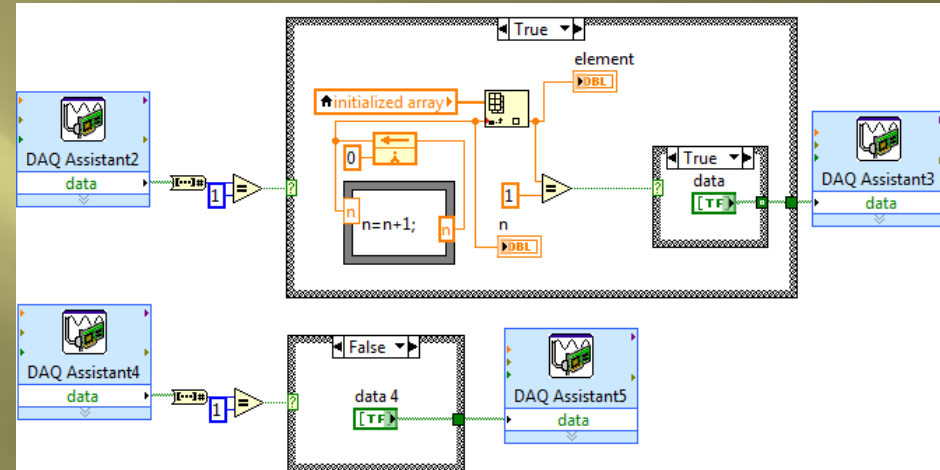 True
element
DBL
initialized array
DAQ Assistant2
data
1
0
n
n=n+1;
n
1
n
DBL
True
data
TF
DAQ Assistant3
data
DAQ Assistant4
data
1
False
data 4
TF
DAQ Assistant5
data